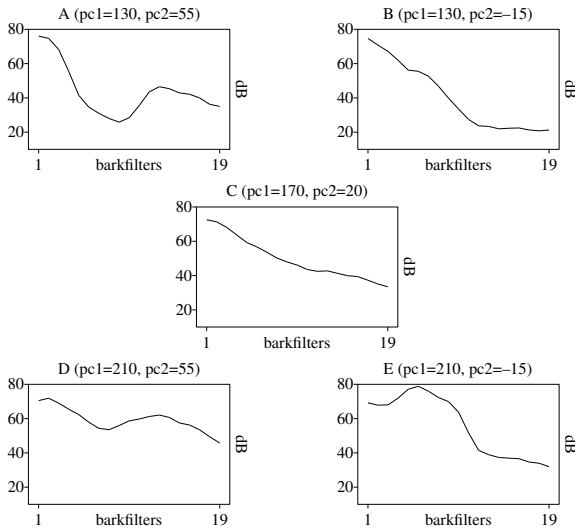 A (pc1=130, pc2=55)
80
60
40
20
dB
1 barkfilters 19
B (pc1=130, pc2=–15)
80
60
40
20
dB
1 barkfilters 19
C (pc1=170, pc2=20)
80
60
40
20
dB
1 barkfilters 19
D (pc1=210, pc2=55)
80
60
40
20
dB
1 barkfilters 19
E (pc1=210, pc2=–15)
80
60
40
20
dB
1 barkfilters 19